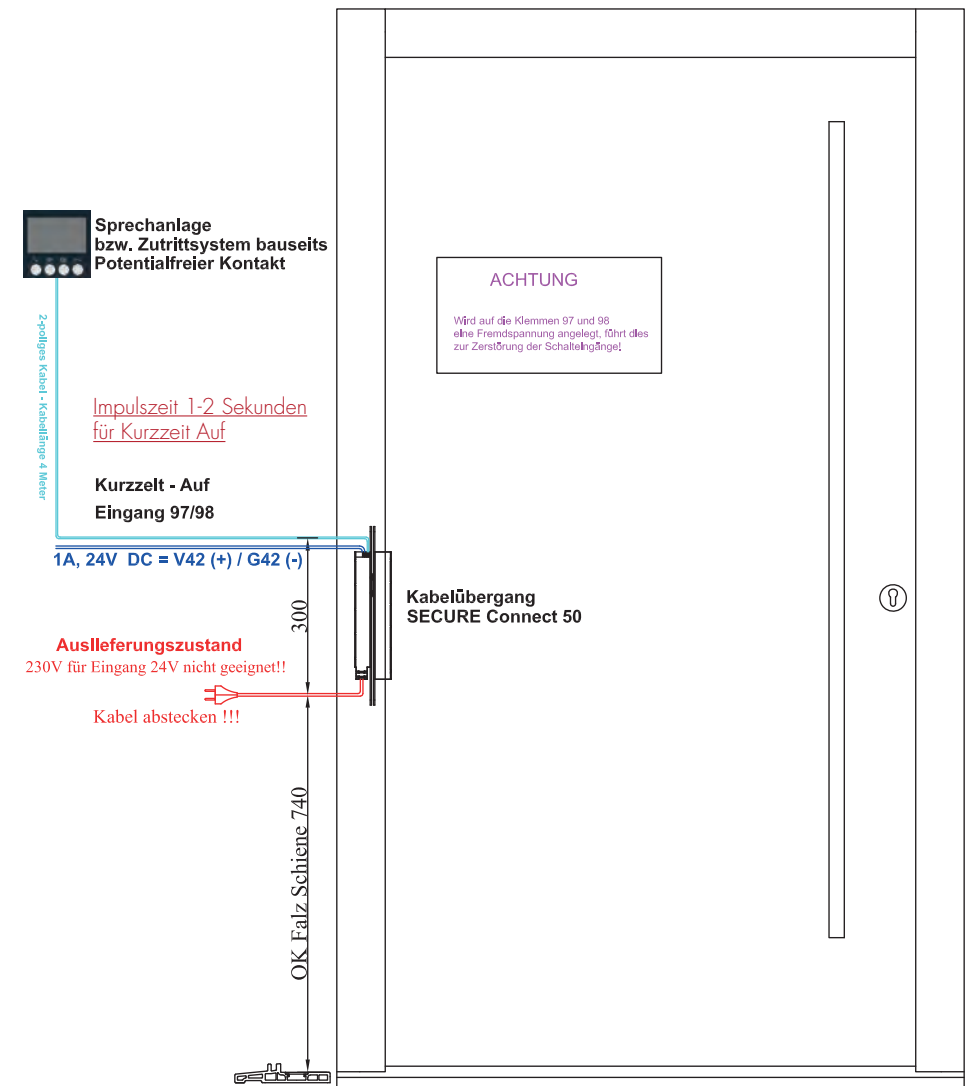 Sprechanlage
bzw. Zutrittsystem bauseits
Potentialfreier Kontakt
ACHTUNG
Wird auf die Klemmen 97 und 98
eine Fremdspannung angelegt, führt dies
zur Zerstörung der Schalteingänge!
2-poliges Kabel - Kabellänge 4 Meter
Impulszeit 1-2 Sekunden
für Kurzzeit Auf
Kurzzeit - Auf
Eingang 97/98
1A, 24V DC = V42 (+) / G42 (-)
300
Kabelübergang
SECURE Connect 50
Auslieferungszustand
230V für Eingang 24V nicht geeignet!!
Kabel abstecken !!!
OK Falz Schiene 740